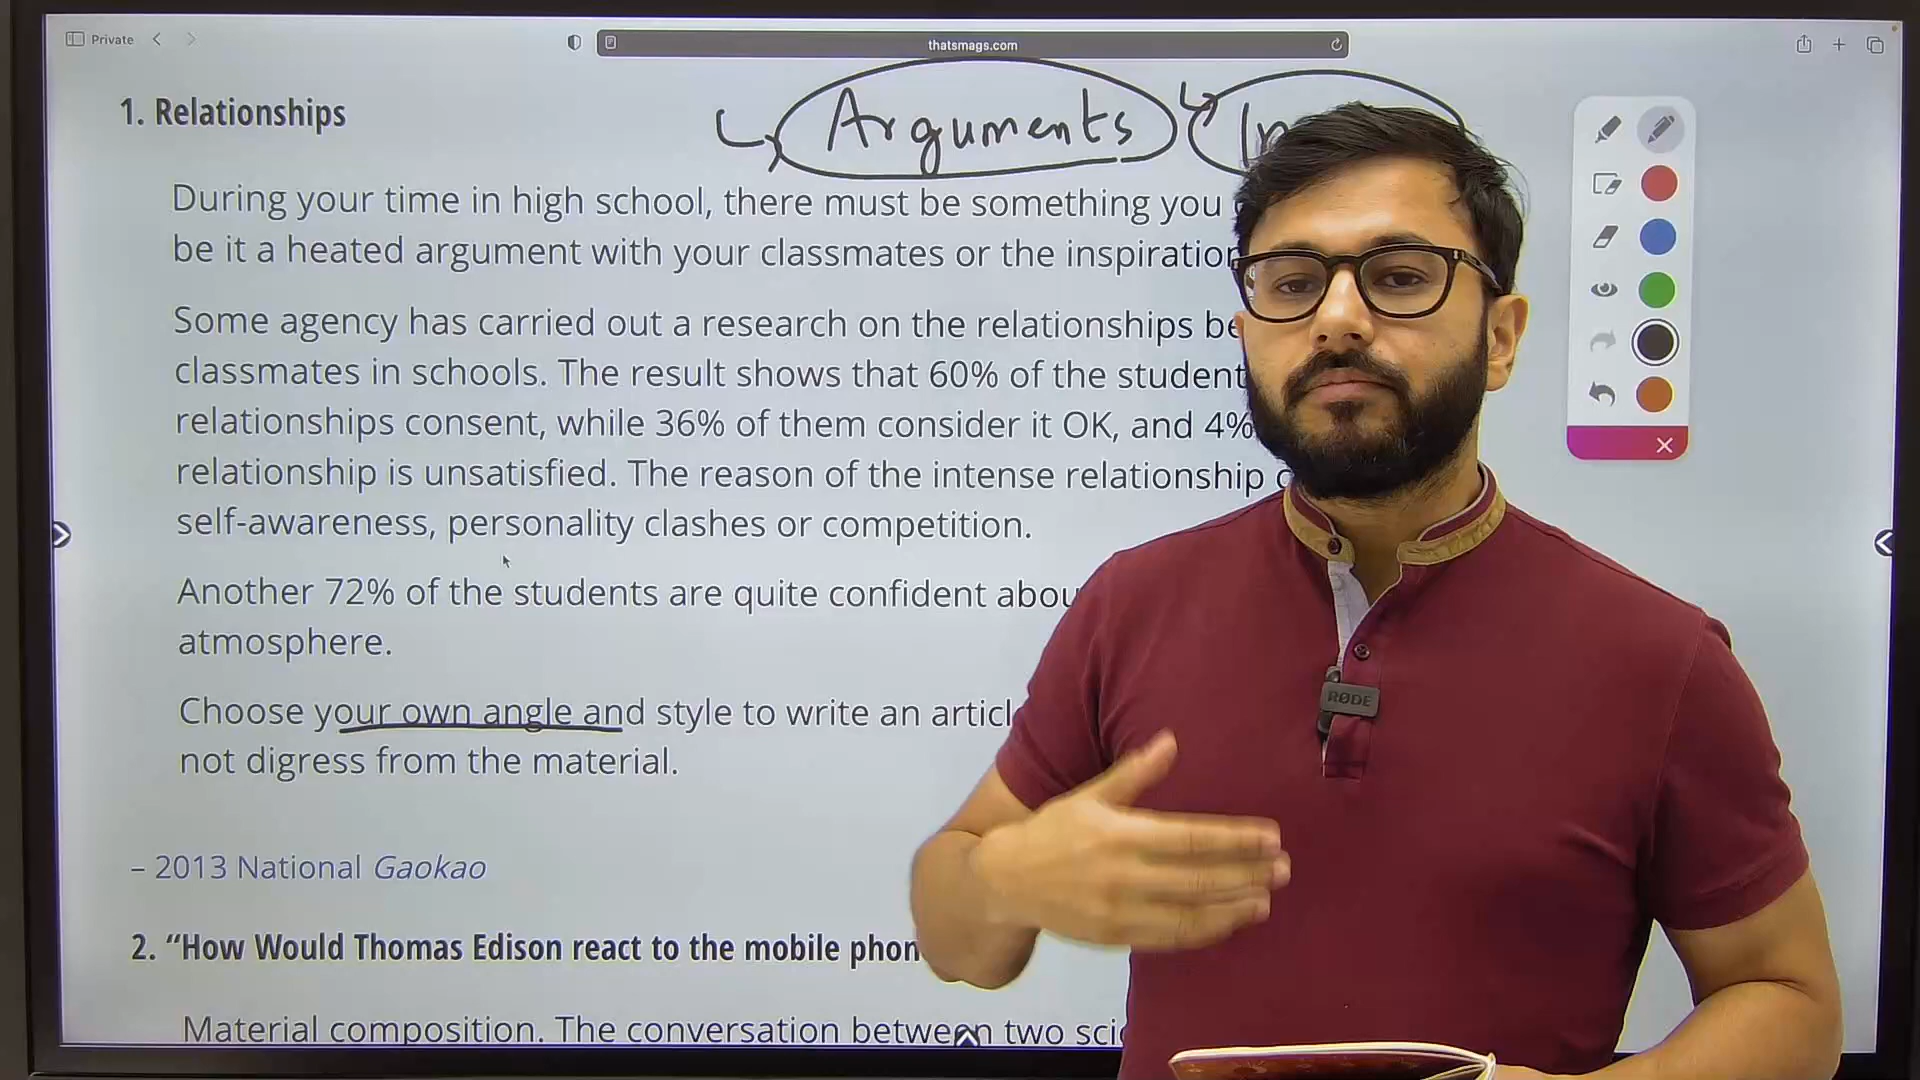 Private
thatsmags.com
1. Relationships
Arguments
During your time in high school, there must be something you
be it a heated argument with your classmates or the inspiration
Some agency has carried out a research on the relationships
classmates in schools. The result shows that 60% of the student
relationships consent, while 36% of them consider it OK, and 4%
relationship is unsatisfied. The reason of the intense relationship
self-awareness, personality clashes or competition.
Another 72% of the students are quite confident
atmosphere.
Choose your own angle and style to write an
not digress from the material.
– 2013 National Gaokao
2. “How Would Thomas Edison react to the mobile
Material composition. The conversation between two
RØDE